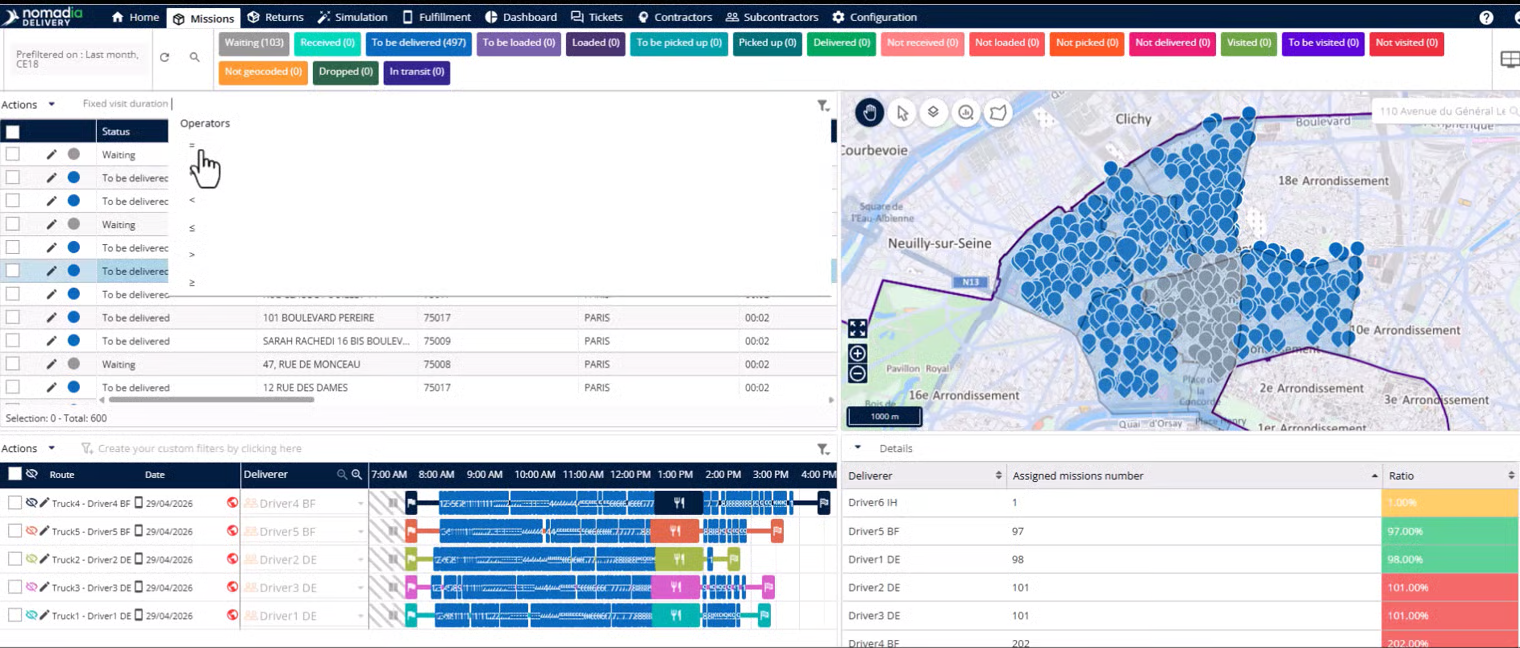 nomadia DELIVERY
Home Missions Returns Simulation Fulfillment Dashboard Tickets Contractors Subcontractors Configuration
Prefiltered on : Last month, CE18
Waiting (103) Received (0) To be delivered (497) To be loaded (0) Loaded (0) To be picked up (0) Picked up (0) Delivered (0) Not received (0) Not loaded (0) Not picked (0) Not delivered (0) Visited (0) To be visited (0) Not visited (0)
Not geocoded (0) Dropped (0) In transit (0)
Actions Fixed visit duration
Operators
Status
=
Waiting
To be delivered
To be delivered
<
Waiting
≤
To be delivered
>
To be delivered
≥
To be delivered
To be delivered 101 BOULEVARD PEREIRE 75017 PARIS 00:02
To be delivered SARAH RACHEDI 16 BIS BOULEV... 75009 PARIS 00:02
Waiting 47, RUE DE MONCEAU 75008 PARIS 00:02
To be delivered 12 RUE DES DAMES 75017 PARIS 00:02
Selection: 0 - Total: 600
110 Avenue du Général Le
Clichy
Boulevard
Périphérique
Courbevoie
18e Arrondissement
Square de l'Eau-Albienne
Neuilly-sur-Seine
N13
10e Arrondissement
Pavillon Royal
16e Arrondissement
Place de la Concorde
2e Arrondissement
3e Arrondissement
Bois de
1000 m
Quai d'Orsay
Place Henry
1er Arrondissement
Actions Create your custom filters by clicking here
Route Date Deliverer 7:00 AM 8:00 AM 9:00 AM 10:00 AM 11:00 AM 12:00 PM 1:00 PM 2:00 PM 3:00 PM 4:00 PM
Truck4 - Driver4 BF 29/04/2026 Driver4 BF
Truck5 - Driver5 BF 29/04/2026 Driver5 BF
Truck2 - Driver2 DE 29/04/2026 Driver2 DE
Truck3 - Driver3 DE 29/04/2026 Driver3 DE
Truck1 - Driver1 DE 29/04/2026 Driver1 DE
Details
Deliverer Assigned missions number Ratio
Driver6 IH 1 1.00%
Driver5 BF 97 97.00%
Driver1 DE 98 98.00%
Driver2 DE 101 101.00%
Driver3 DE 101 101.00%
Driver4 BF 202 202.00%